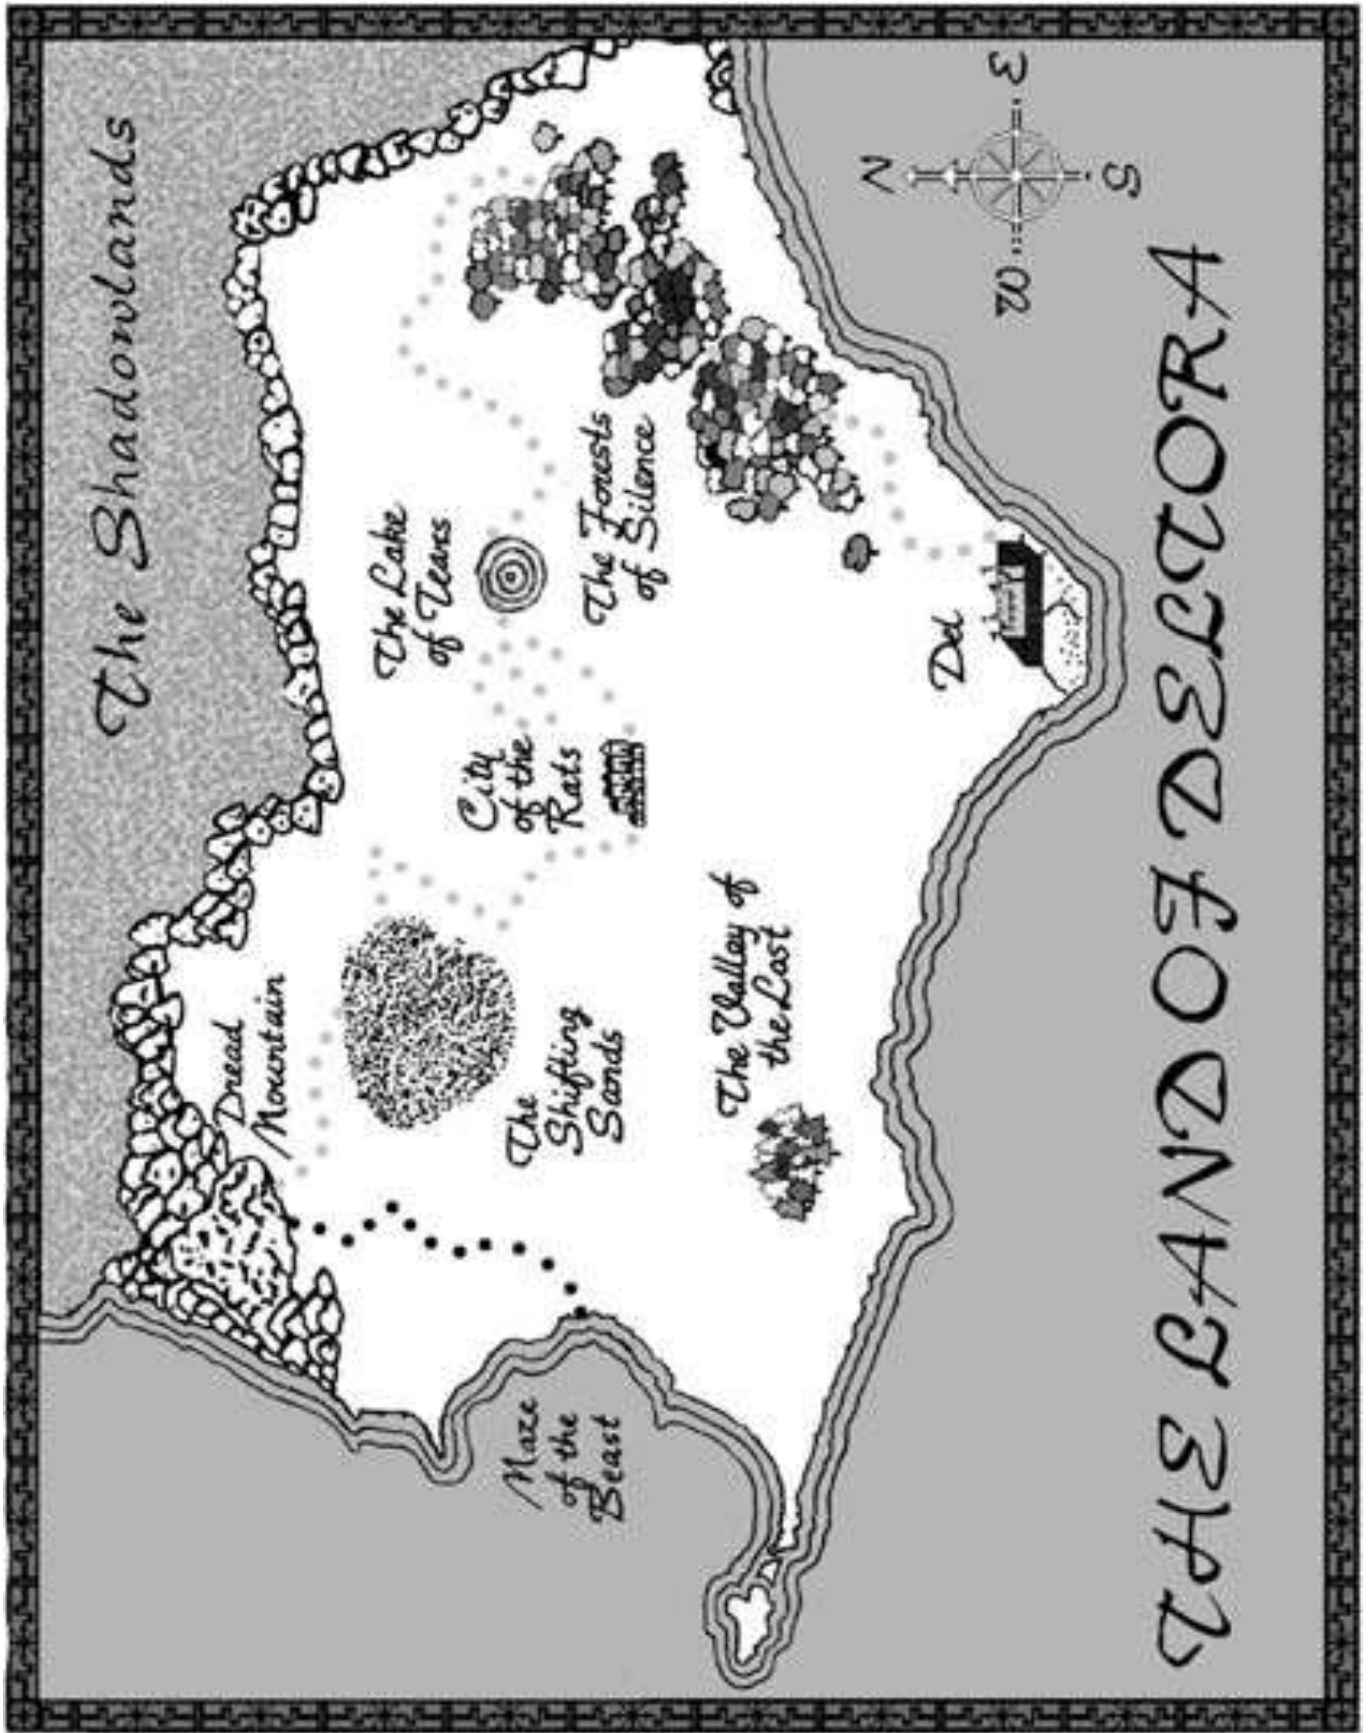 The Shadowlands
Dread
Mountain
The Lake
of Tears
City
of the
Rats
The Forests
of Silence
The
Shifting
Sands
Maze
of the
Beast
The Valley of
the Lost
Del
N
W
E
S
THE LAND OF DELTORA